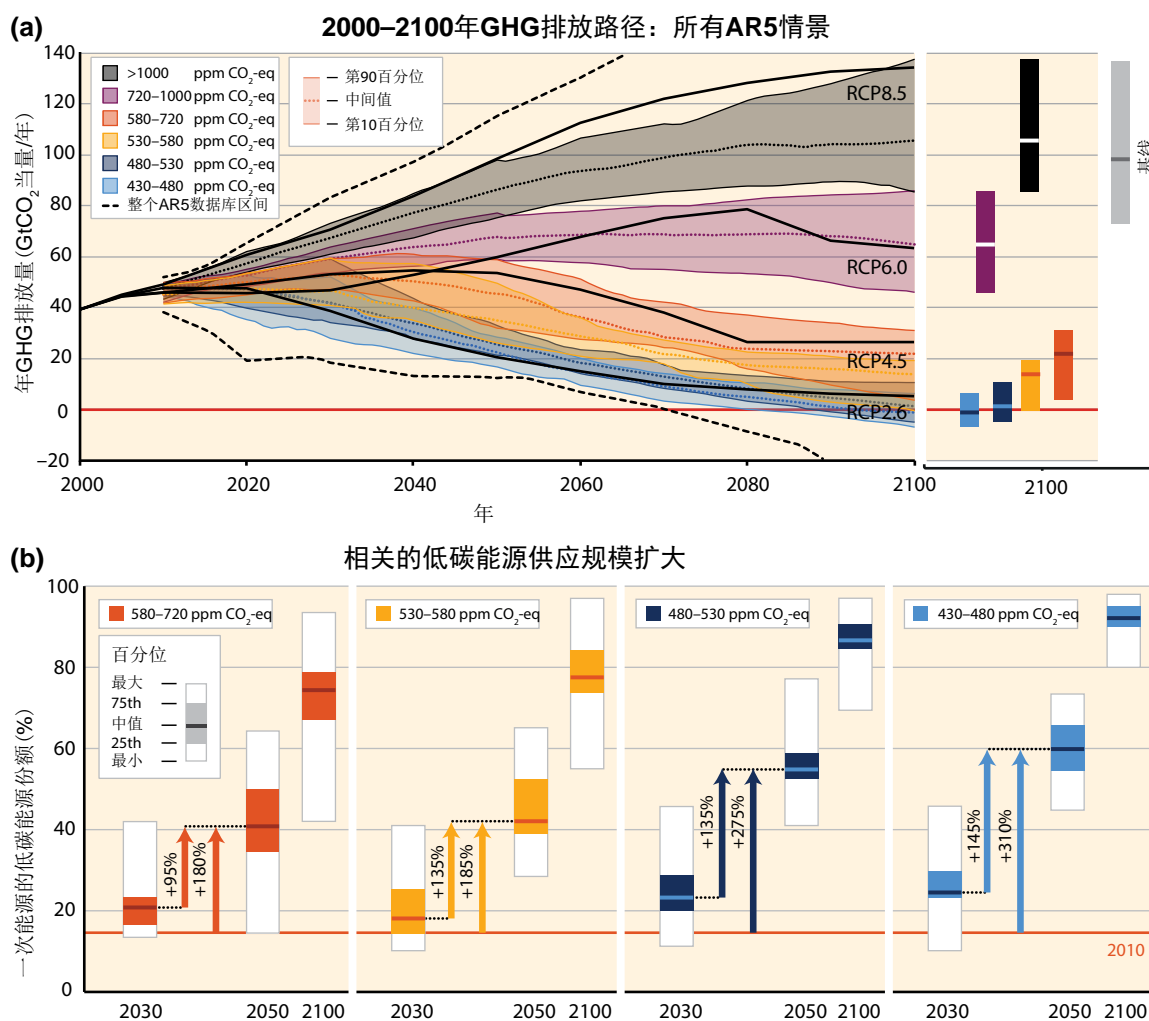 (a)
2000–2100年GHG排放路径：所有AR5情景
年GHG排放量（GtCO₂当量/年）
140
120
100
80
60
40
20
0
−20
>1000 ppm CO₂-eq
720–1000 ppm CO₂-eq
580–720 ppm CO₂-eq
530–580 ppm CO₂-eq
480–530 ppm CO₂-eq
430–480 ppm CO₂-eq
整个AR5数据库区间
第90百分位
中间值
第10百分位
RCP8.5
RCP6.0
RCP4.5
RCP2.6
基线
2000 2020 2040 2060 2080 2100
2100
年
(b)
相关的低碳能源供应规模扩大
一次能源的低碳能源份额(%)
100
80
60
40
20
0
580–720 ppm CO₂-eq
530–580 ppm CO₂-eq
480–530 ppm CO₂-eq
430–480 ppm CO₂-eq
百分位
最大
75th
中值
25th
最小
+95%
+180%
+135%
+185%
+135%
+275%
+145%
+310%
2010
2030 2050 2100
2030 2050 2100
2030 2050 2100
2030 2050 2100